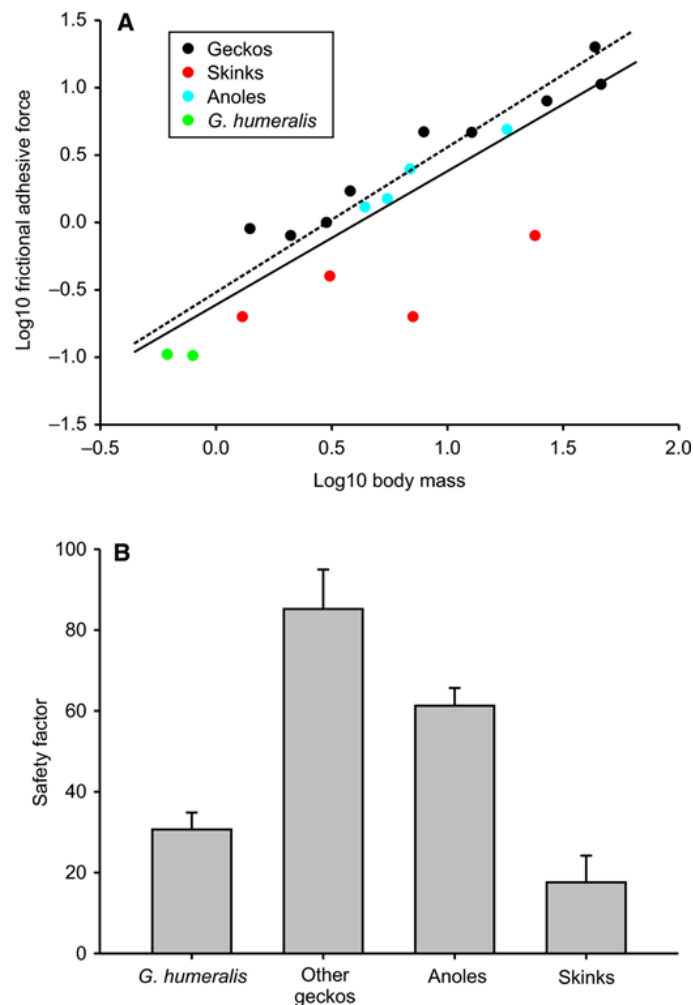 A
1.5
1.0
0.5
0.0
–0.5
–1.0
–1.5
Log10 frictional adhesive force
Geckos
Skinks
Anoles
G. humeralis
–0.5 0.0 0.5 1.0 1.5 2.0
Log10 body mass
B
100
80
60
40
20
0
Safety factor
G. humeralis Other geckos Anoles Skinks